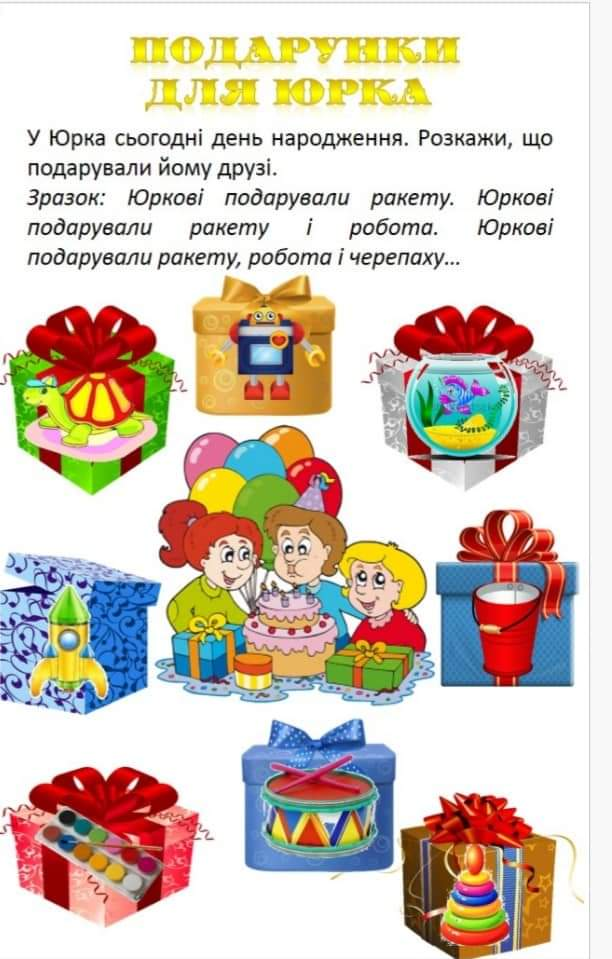 ПОДАРУНКИ
ДЛЯ ЮРКА
У Юрка сьогодні день народження. Розкажи, що
подарували йому друзі.
Зразок: Юркові подарували ракету. Юркові
подарували ракету і робота. Юркові
подарували ракету, робота і черепаху...